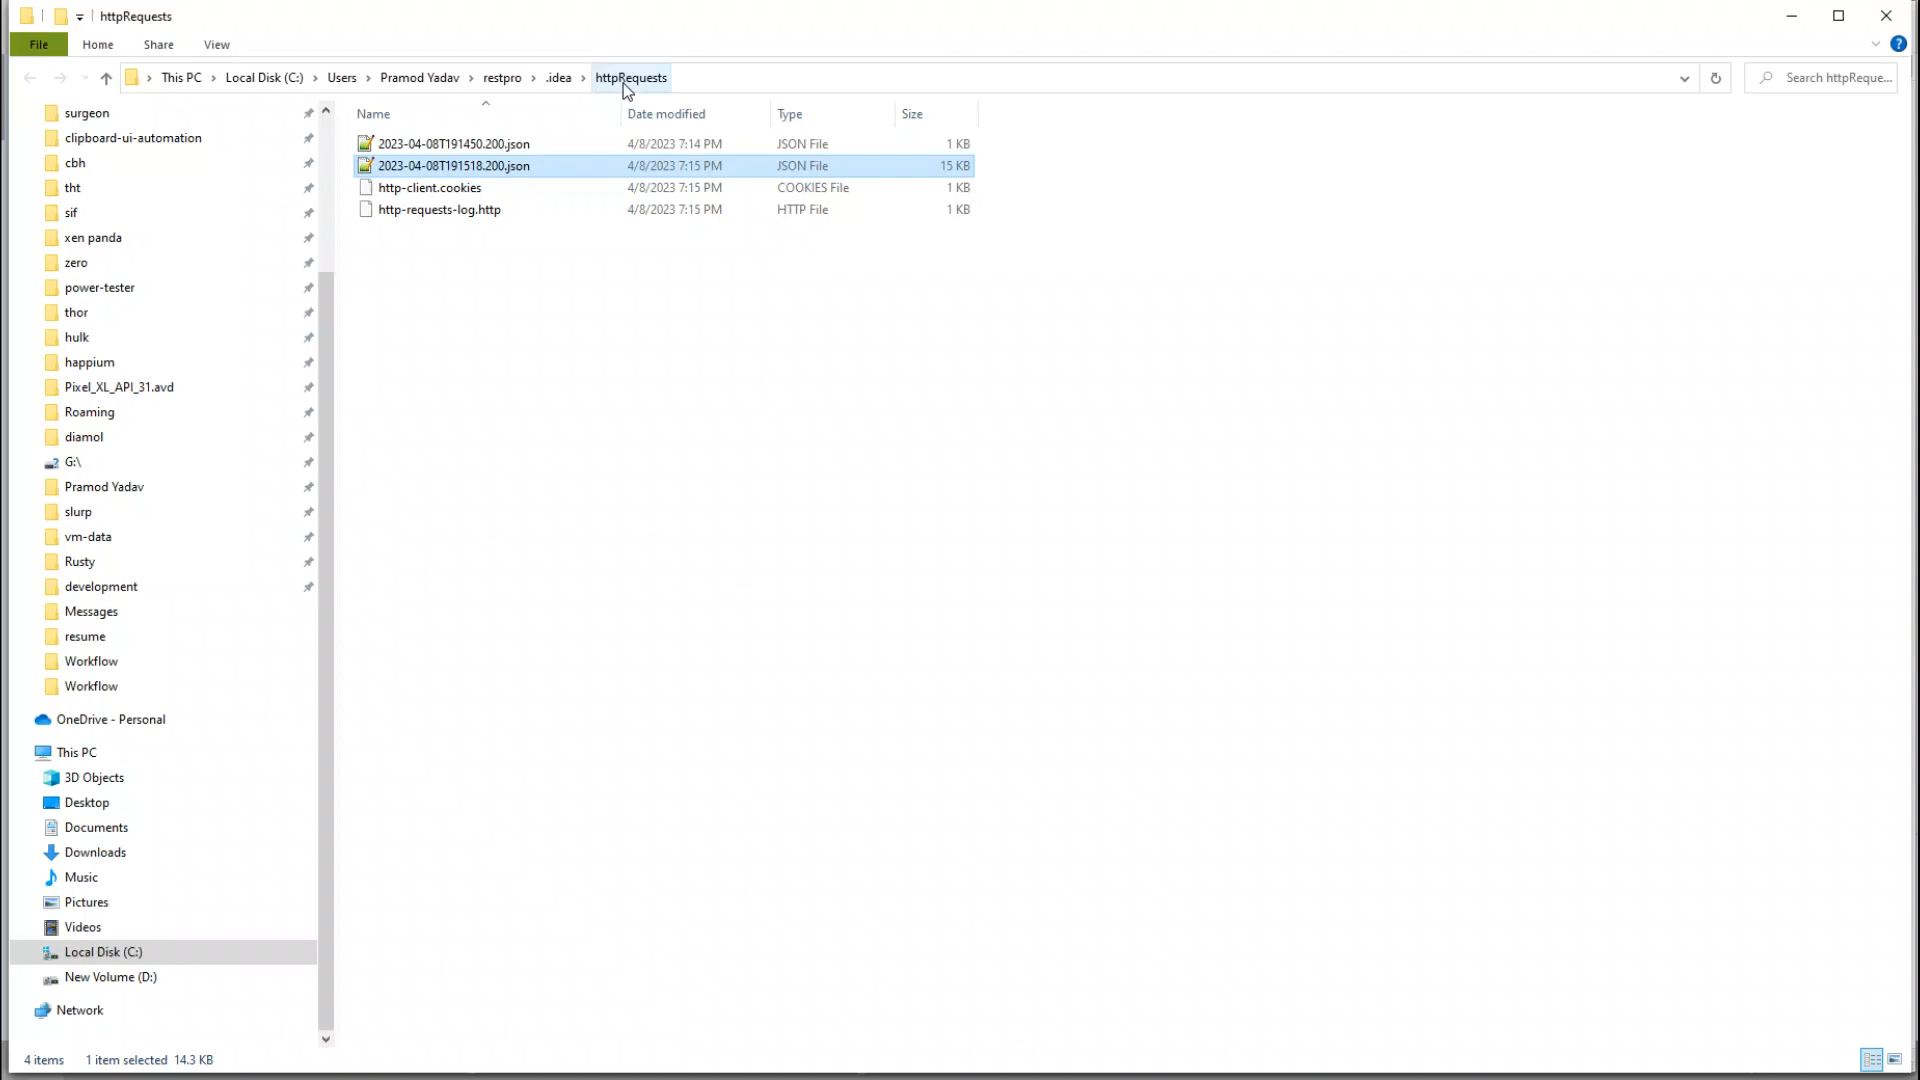 httpRequests
File Home Share View
This PC Local Disk (C:) Users Pramod Yadav restpro .idea httpRequests
Search httpReque...
Name Date modified Type Size
2023-04-08T191450.200.json 4/8/2023 7:14 PM JSON File 1 KB
2023-04-08T191518.200.json 4/8/2023 7:15 PM JSON File 15 KB
http-client.cookies 4/8/2023 7:15 PM COOKIES File 1 KB
http-requests-log.http 4/8/2023 7:15 PM HTTP File 1 KB
surgeon
clipboard-ui-automation
cbh
tht
sif
xen panda
zero
power-tester
thor
hulk
happium
Pixel_XL_API_31.avd
Roaming
diamol
G:\
Pramod Yadav
slurp
vm-data
Rusty
development
Messages
resume
Workflow
Workflow
OneDrive - Personal
This PC
3D Objects
Desktop
Documents
Downloads
Music
Pictures
Videos
Local Disk (C:)
New Volume (D:)
Network
4 items 1 item selected 14.3 KB